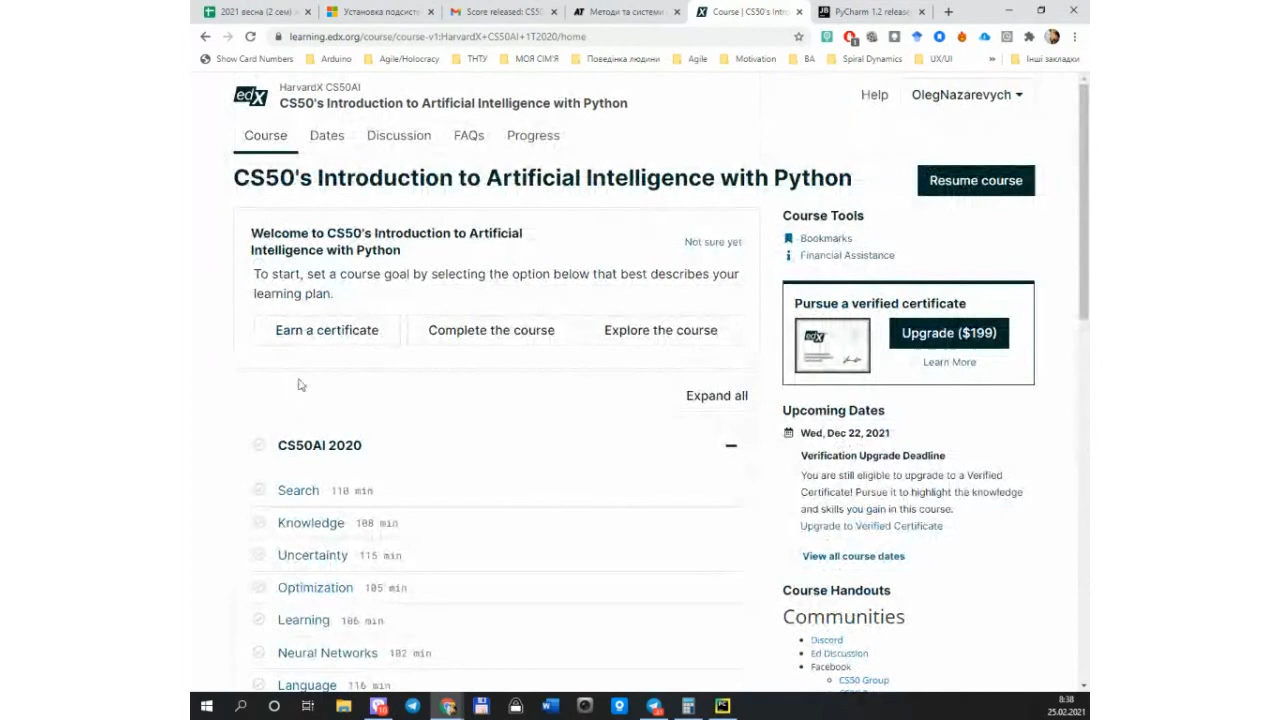 2021 весна (2 сем)
Установка подсист
Score released: CS50
Методи та системи
Course | CS50's Intro
PyCharm 1.2 release
learning.edx.org/course/course-v1:HarvardX+CS50AI+1T2020/home
Show Card Numbers
Arduino
Agile/Holocracy
ТНТУ
МОЯ СІМ'Я
Поведінка людини
Agile
Motivation
BA
Spiral Dynamics
UX/UI
»
Інші закладки
edX
HarvardX CS50AI
CS50's Introduction to Artificial Intelligence with Python
Help
OlegNazarevych
Course
Dates
Discussion
FAQs
Progress
CS50's Introduction to Artificial Intelligence with Python
Resume course
Welcome to CS50's Introduction to Artificial
Intelligence with Python
Not sure yet
To start, set a course goal by selecting the option below that best describes your
learning plan.
Earn a certificate
Complete the course
Explore the course
Expand all
CS50AI 2020
Search 110 min
Knowledge 108 min
Uncertainty 115 min
Optimization 105 min
Learning 106 min
Neural Networks 102 min
Language 116 min
Course Tools
Bookmarks
Financial Assistance
Pursue a verified certificate
edX
Upgrade ($199)
Learn More
Upcoming Dates
Wed, Dec 22, 2021
Verification Upgrade Deadline
You are still eligible to upgrade to a Verified
Certificate! Pursue it to highlight the knowledge
and skills you gain in this course.
Upgrade to Verified Certificate
View all course dates
Course Handouts
Communities
Discord
Ed Discussion
Facebook
CS50 Group
8:38
25.02.2021